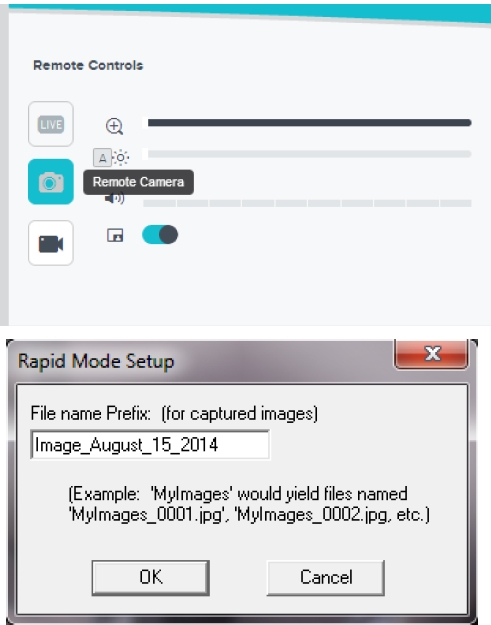 Remote Controls
LIVE
A
Remote Camera
Rapid Mode Setup
File name Prefix: (for captured images)
Image_August_15_2014
(Example: 'MyImages' would yield files named
'MyImages_0001.jpg', 'MyImages_0002.jpg, etc.)
OK Cancel